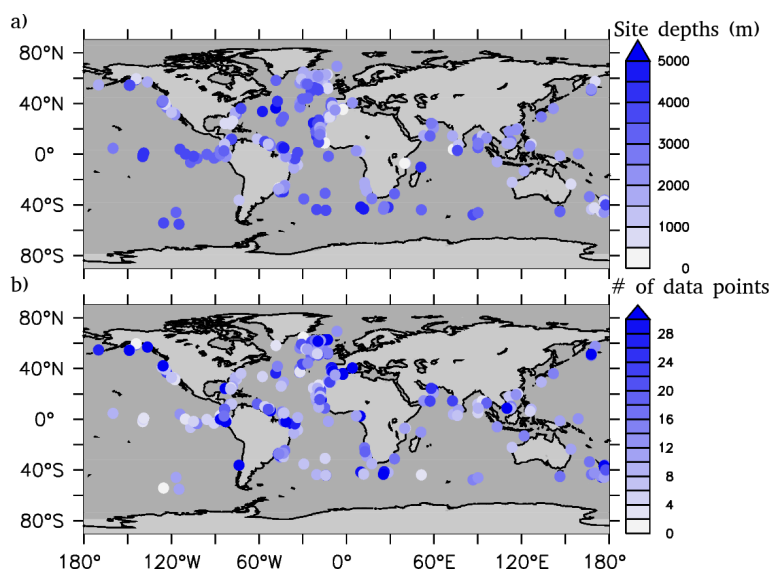 a)
Site depths (m)
80°N
40°N
0°
40°S
80°S
5000
4000
3000
2000
1000
0
b)
# of data points
80°N
40°N
0°
40°S
80°S
28
24
20
16
12
8
4
0
180° 120°W 60°W 0° 60°E 120°E 180°